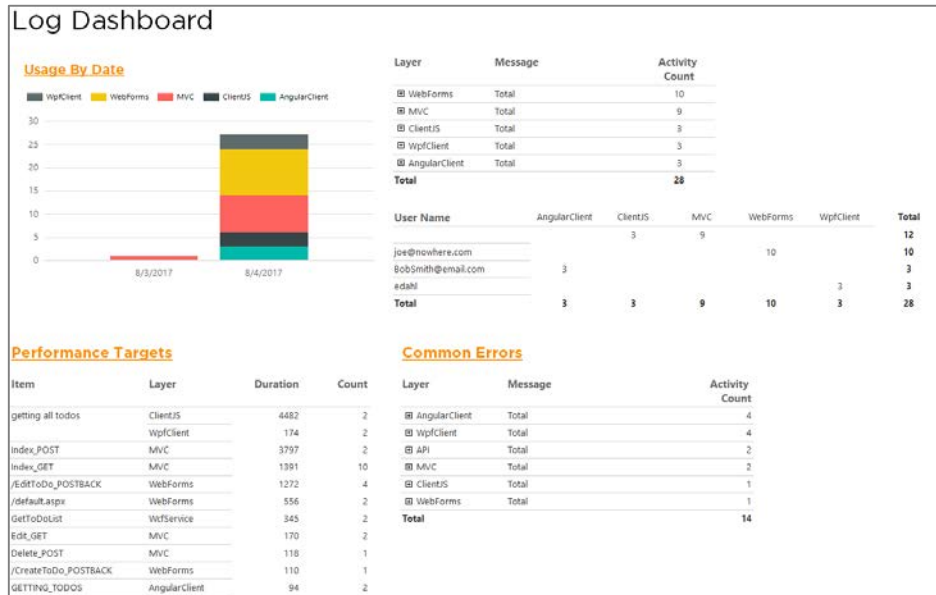 Log Dashboard
Usage By Date
WpfClient WebForms MVC ClientJS AngularClient
30
25
20
15
10
5
0
8/3/2017 8/4/2017
Layer Message Activity Count
WebForms Total 10
MVC Total 9
ClientJS Total 3
WpfClient Total 3
AngularClient Total 3
Total 28
User Name AngularClient ClientJS MVC WebForms WpfClient Total
3 9 12
joe@nowhere.com 10 10
BobSmith@email.com 3 3
edahl 3 3
Total 3 3 9 10 3 28
Performance Targets
Item Layer Duration Count
getting all todos ClientJS 4482 2
WpfClient 174 2
Index_POST MVC 3797 2
Index_GET MVC 1391 10
/EditToDo_POSTBACK WebForms 1272 4
/default.aspx WebForms 556 2
GetToDoList WcfService 345 2
Edit_GET MVC 170 2
Delete_POST MVC 118 1
/CreateToDo_POSTBACK WebForms 110 1
GETTING_TODOS AngularClient 94 2
Common Errors
Layer Message Activity Count
AngularClient Total 4
WpfClient Total 4
API Total 2
MVC Total 2
ClientJS Total 1
WebForms Total 1
Total 14